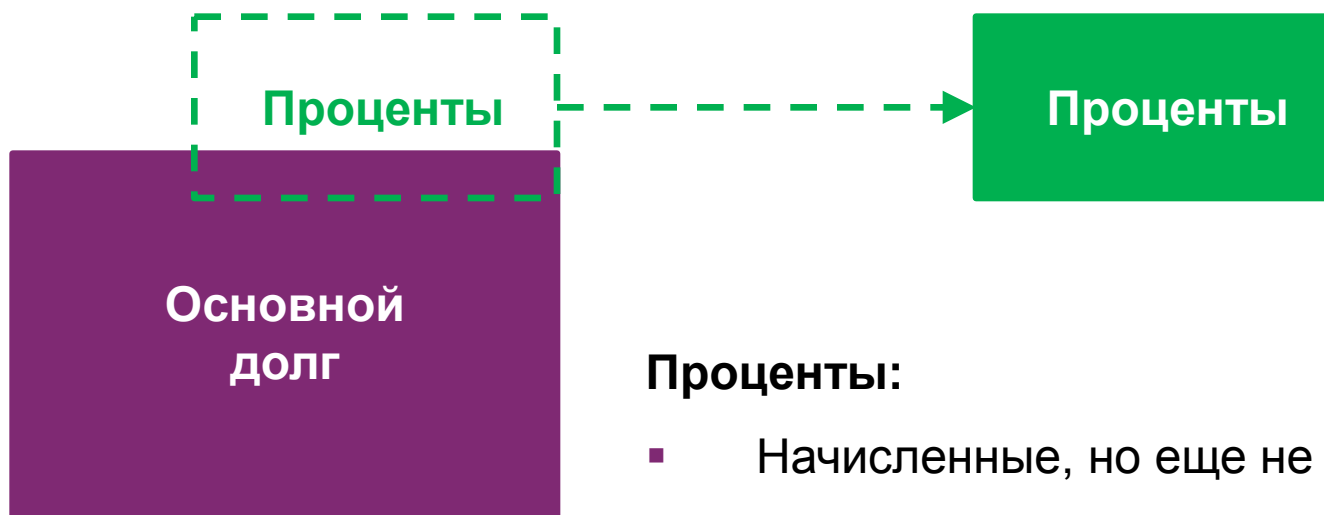 Проценты
Проценты
Основной
долг
Проценты:
▪ Начисленные, но еще не